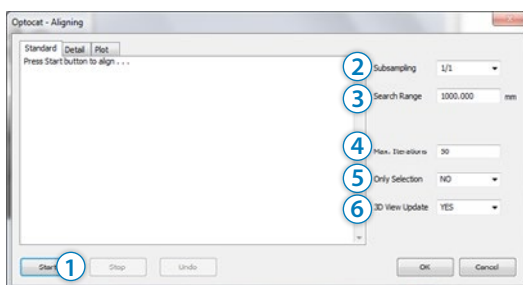 Optocat - Aligning
Standard Detail Plot
Press Start button to align . . .
2 Subsampling 1/1
3 Search Range 1000.000 mm
4 Max. Iterations 50
5 Only Selection NO
6 3D View Update YES
Start 1 Stop Undo OK Cancel